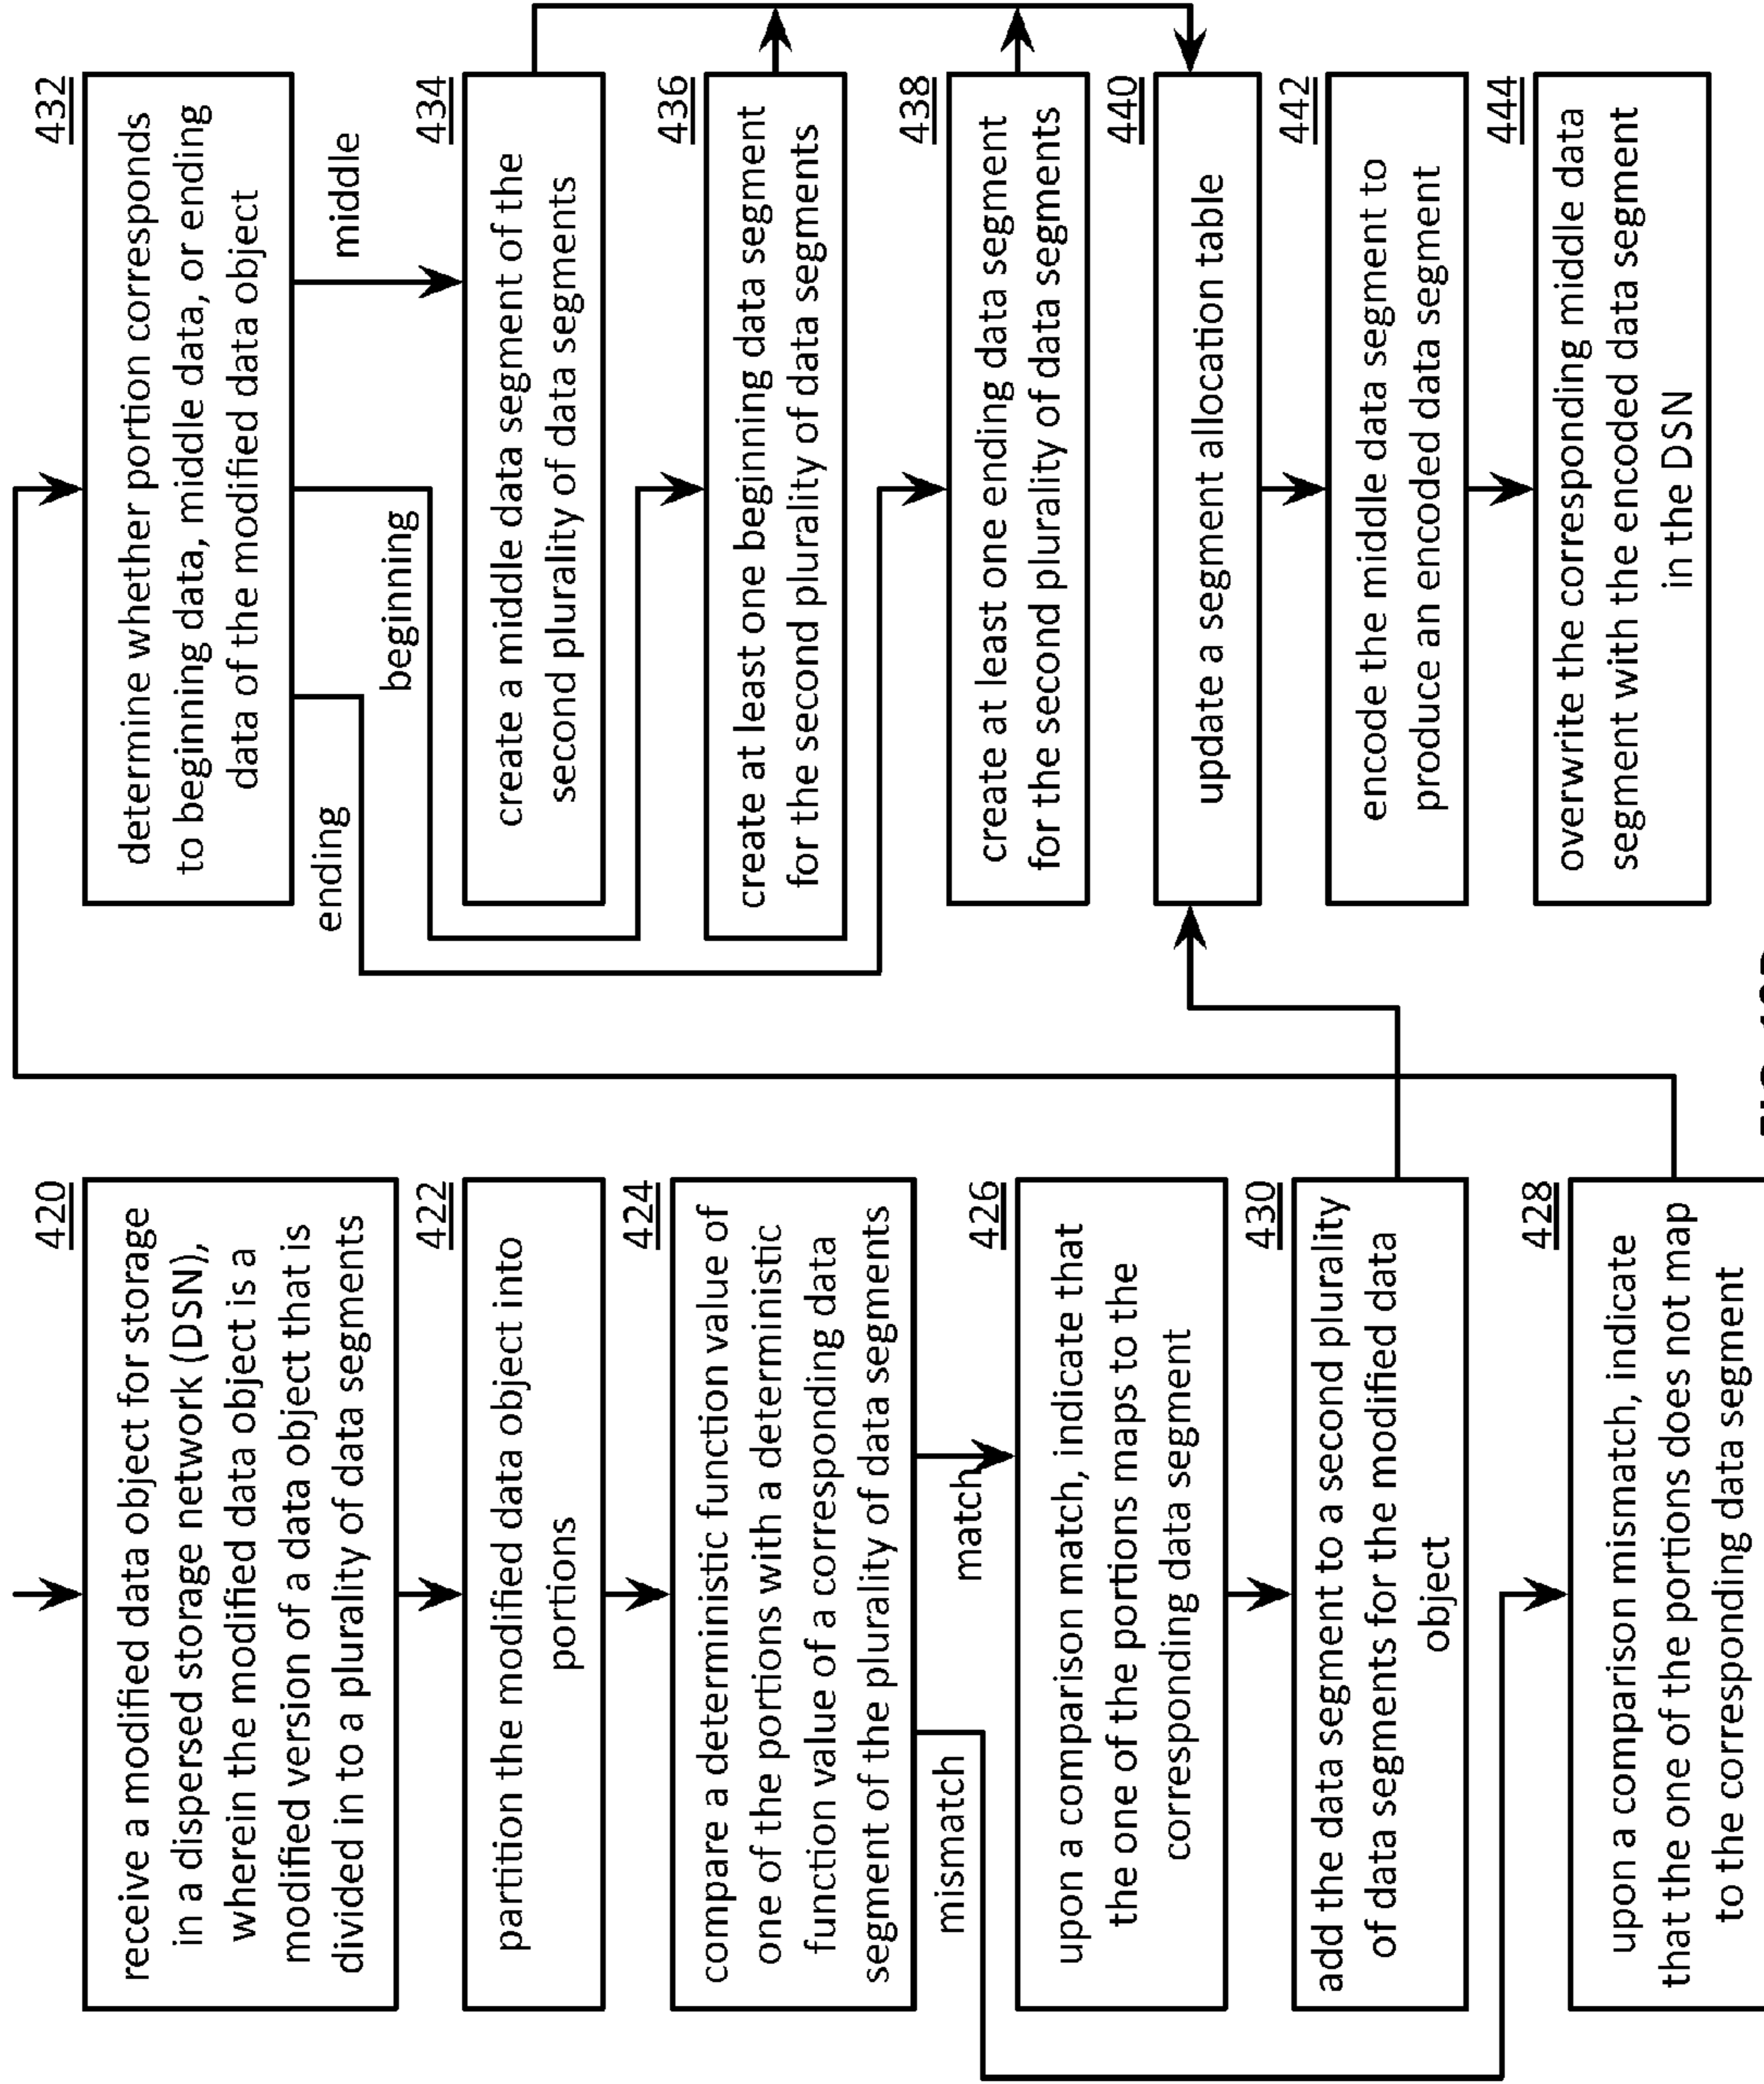 420
receive a modified data object for storage
in a dispersed storage network (DSN),
wherein the modified data object is a
modified version of a data object that is
divided in to a plurality of data segments
422
partition the modified data object into
portions
424
compare a deterministic function value of
one of the portions with a deterministic
function value of a corresponding data
segment of the plurality of data segments
mismatch
match
426
upon a comparison match, indicate that
the one of the portions maps to the
corresponding data segment
430
add the data segment to a second plurality
of data segments for the modified data
object
428
upon a comparison mismatch, indicate
that the one of the portions does not map
to the corresponding data segment
432
determine whether portion corresponds
to beginning data, middle data, or ending
data of the modified data object
ending
beginning
middle
434
create a middle data segment of the
second plurality of data segments
436
create at least one beginning data segment
for the second plurality of data segments
438
create at least one ending data segment
for the second plurality of data segments
440
update a segment allocation table
442
encode the middle data segment to
produce an encoded data segment
444
overwrite the corresponding middle data
segment with the encoded data segment
in the DSN